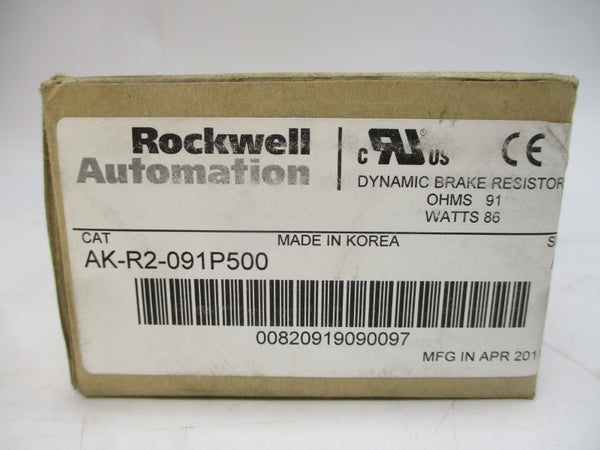 Rockwell
Automation
c RU US CE
DYNAMIC BRAKE RESISTOR
OHMS 91
WATTS 86
CAT MADE IN KOREA
AK-R2-091P500
00820919090097
MFG IN APR 201